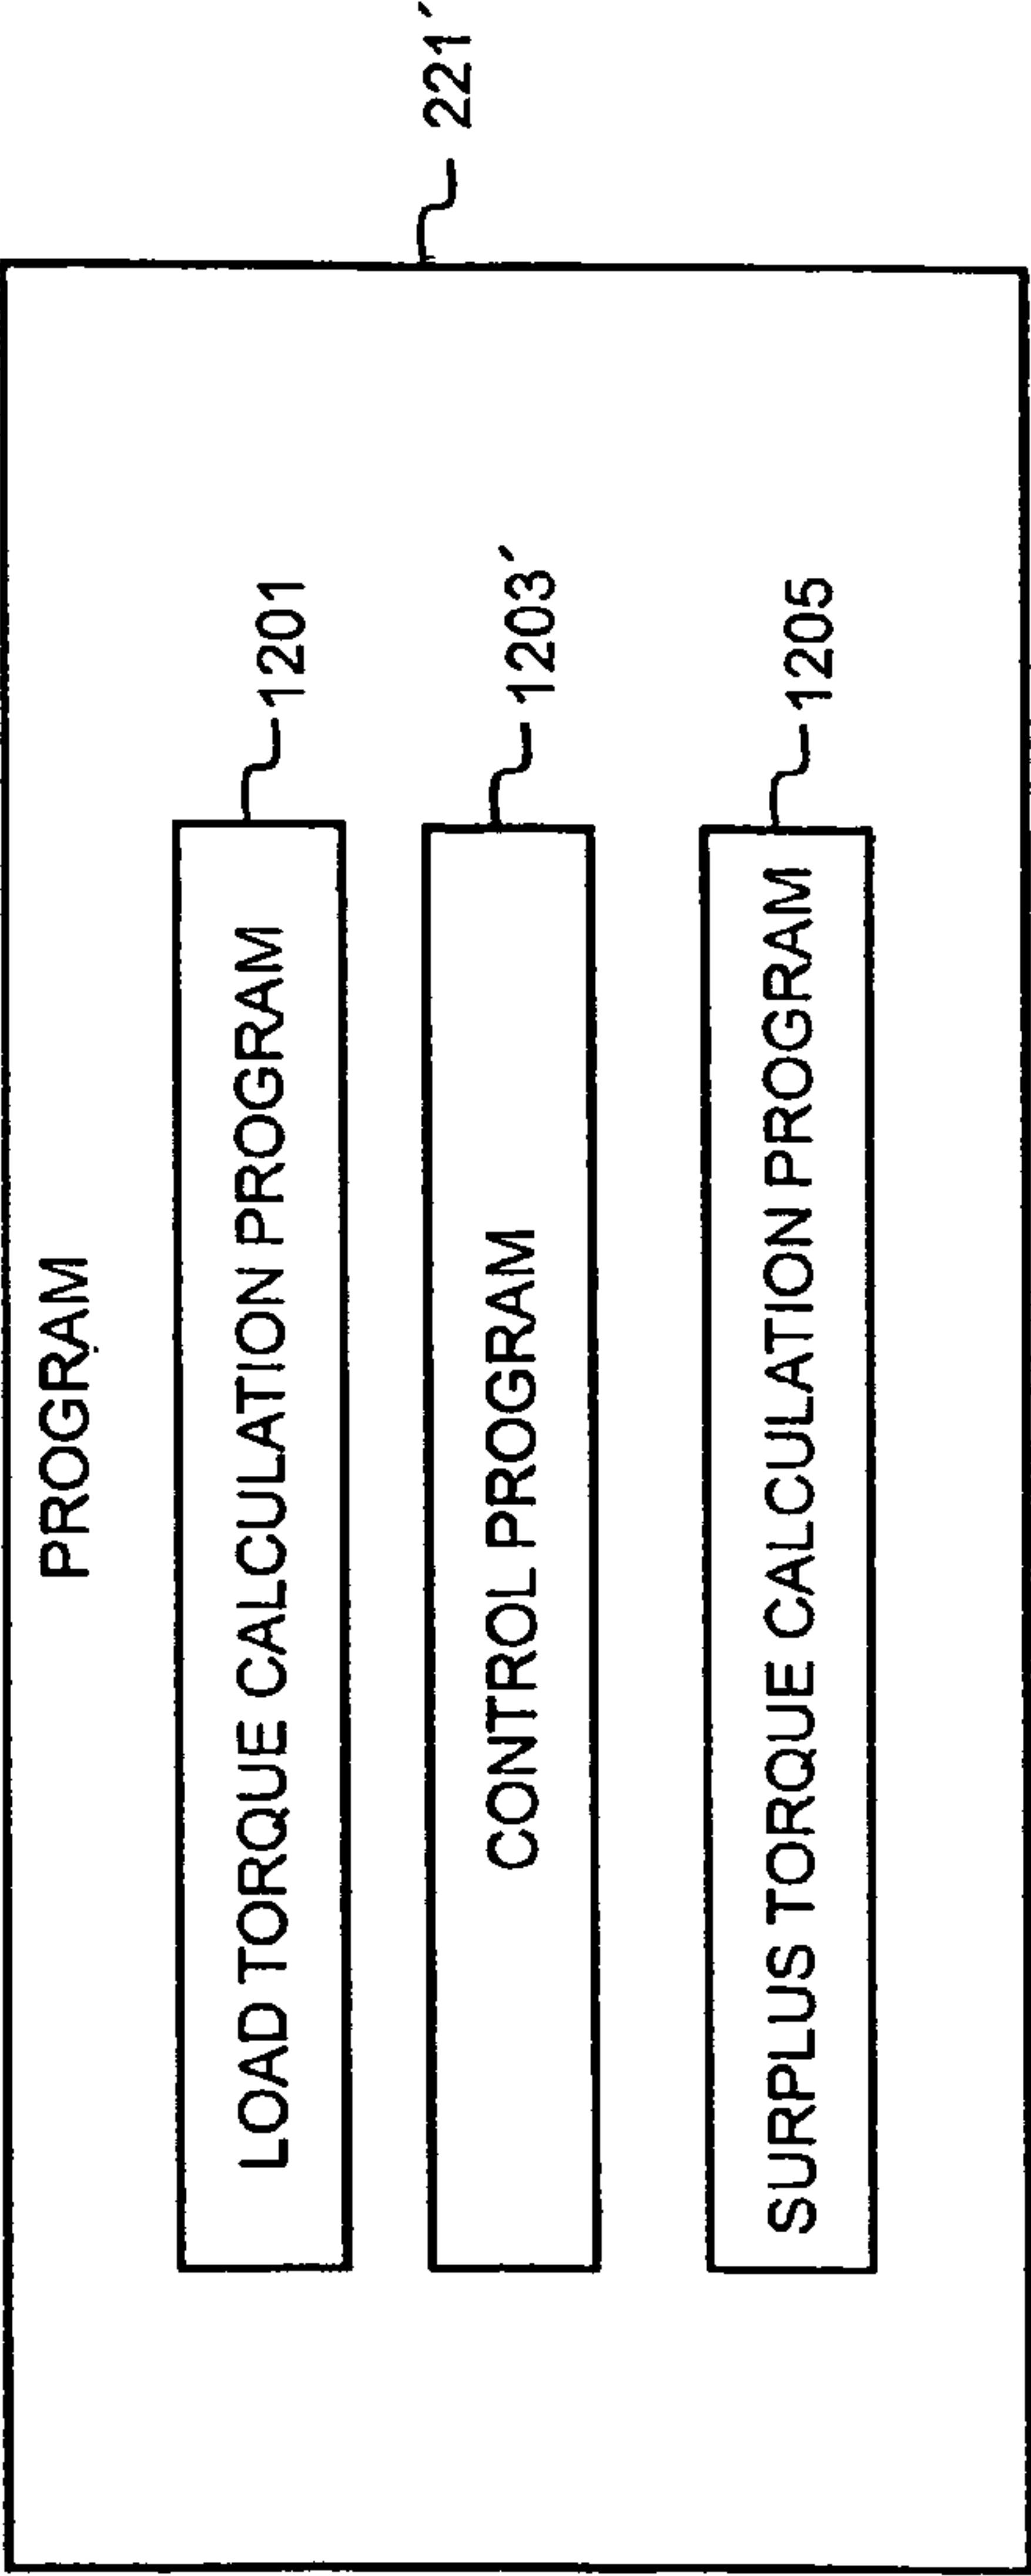 PROGRAM
221´
LOAD TORQUE CALCULATION PROGRAM
1201
CONTROL PROGRAM
1203´
SURPLUS TORQUE CALCULATION PROGRAM
1205